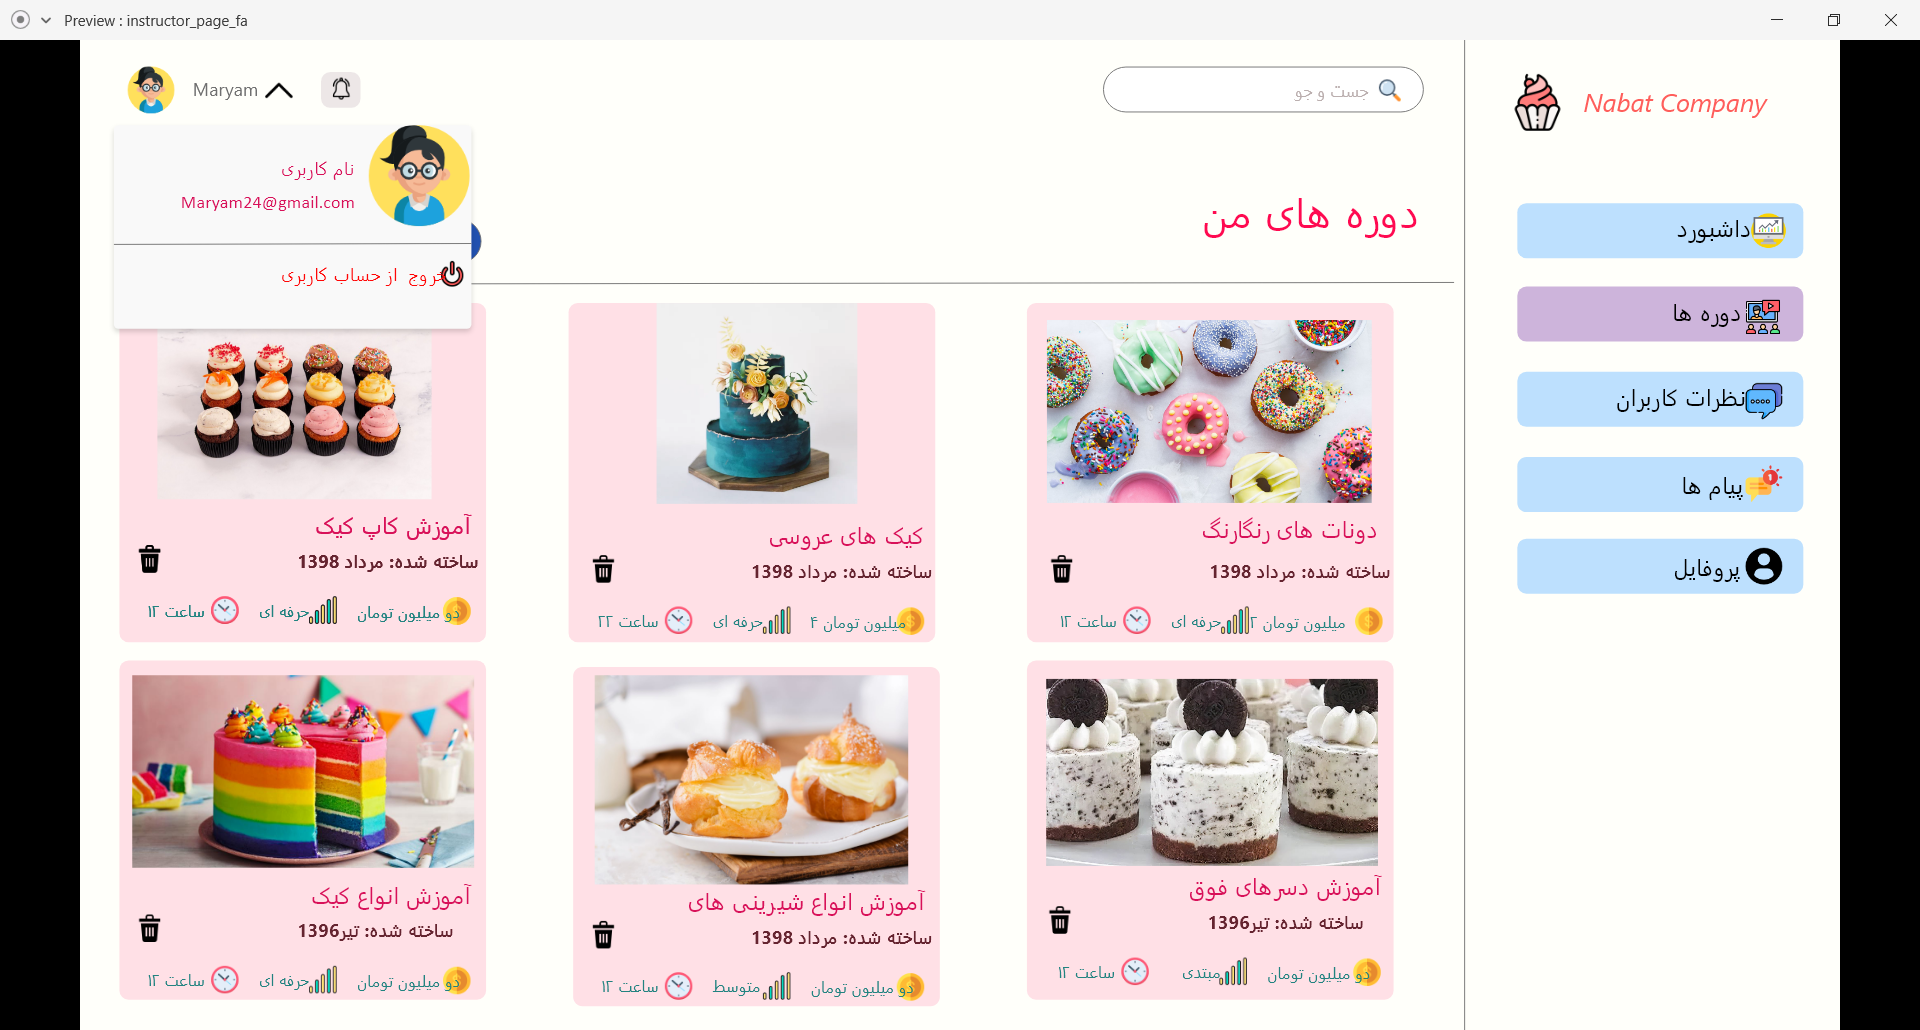 Preview : instructor_page_fa
Nabat Company
جست و جو
Maryam
نام کاربری
Maryam24@gmail.com
خروج از حساب کاربری
دوره های من
داشبورد
دوره ها
نظرات کاربران
پیام ها
پروفایل
دونات های رنگارنگ
ساخته شده: مرداد 1398
۲ میلیون تومان
حرفه ای
۱۲ ساعت
کیک های عروسی
ساخته شده: مرداد 1398
۴ میلیون تومان
حرفه ای
۲۲ ساعت
آموزش کاپ کیک
ساخته شده: مرداد 1398
دو میلیون تومان
حرفه ای
۱۲ ساعت
آموزش دسرهای فوق
ساخته شده: تیر1396
دو میلیون تومان
مبتدی
۱۲ ساعت
آموزش انواع شیرینی های
ساخته شده: مرداد 1398
دو میلیون تومان
متوسط
۱۲ ساعت
آموزش انواع کیک
ساخته شده: تیر1396
دو میلیون تومان
حرفه ای
۱۲ ساعت